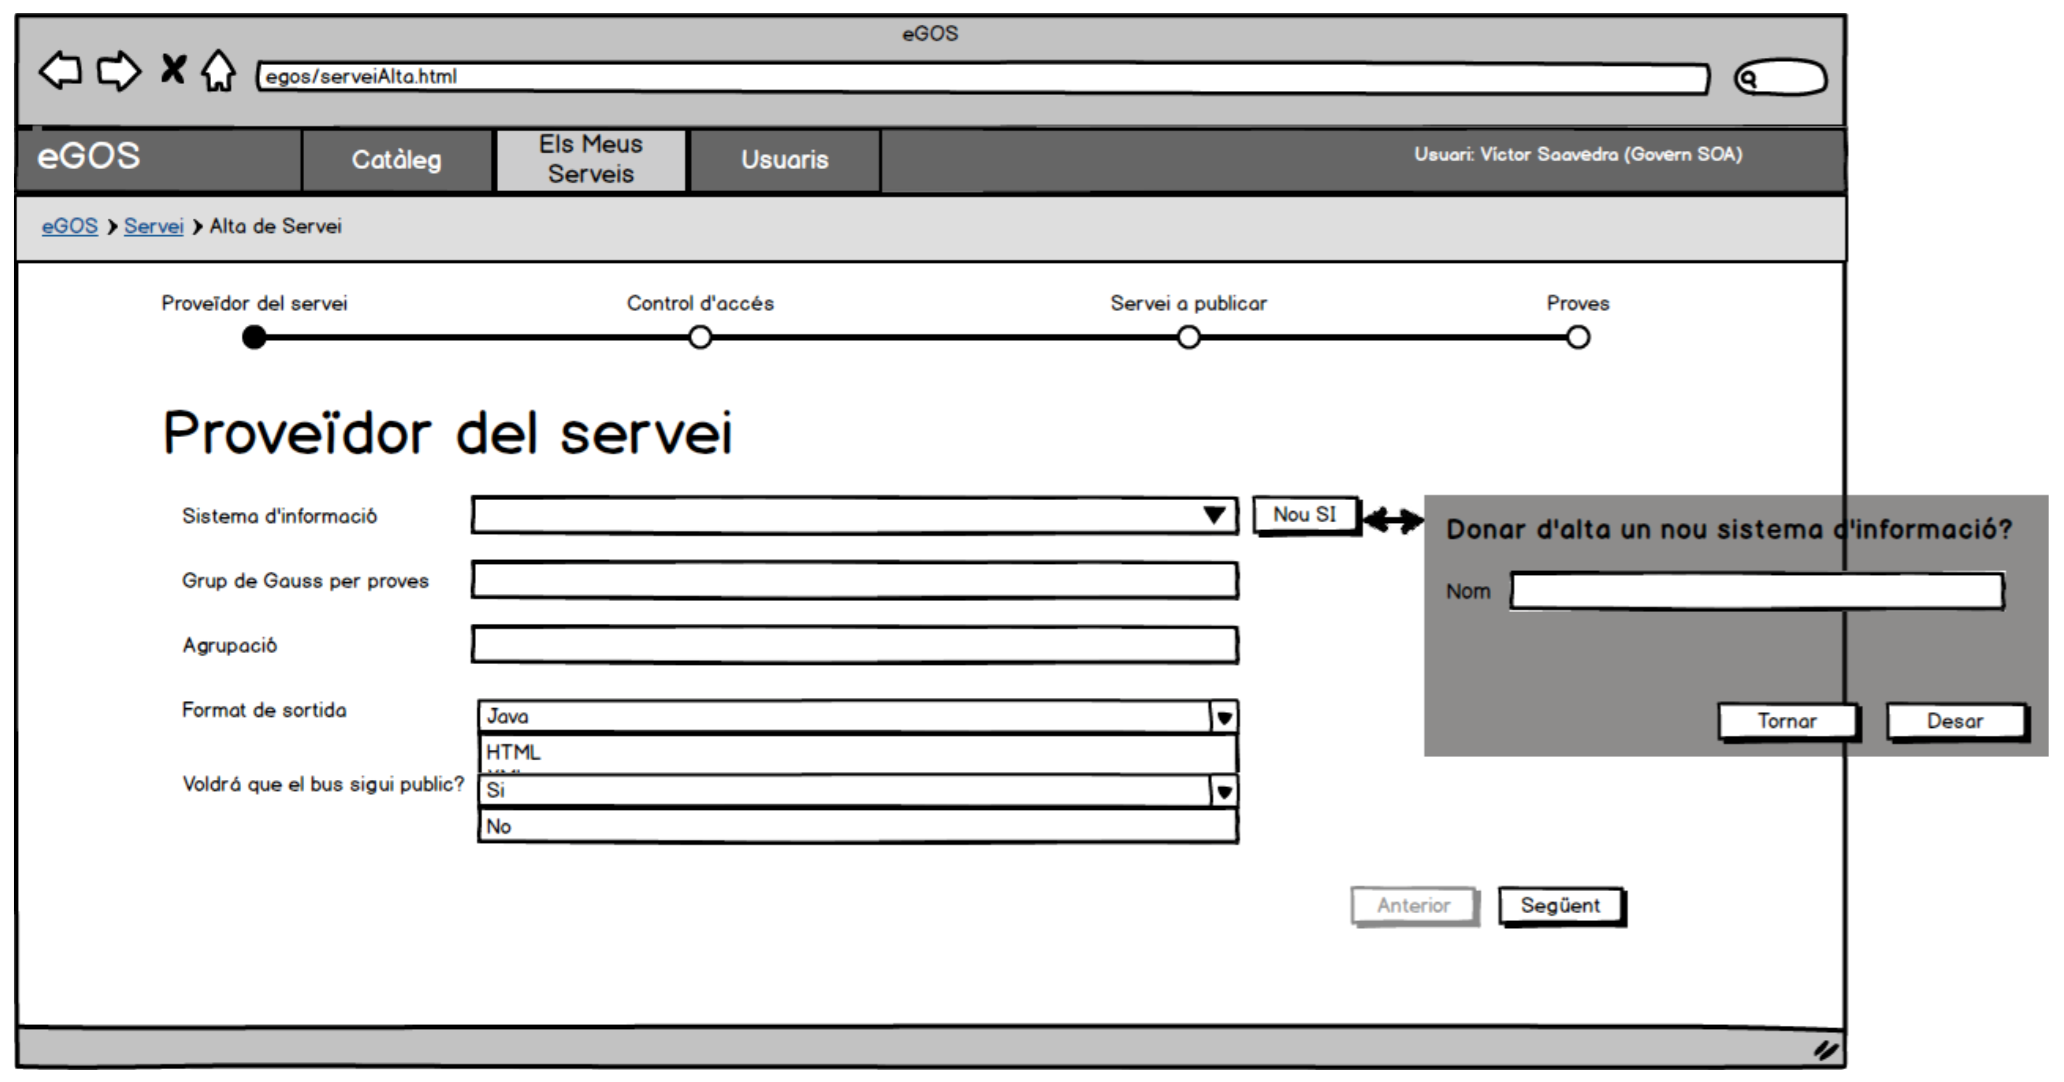 eGOS
egos/serveiAlta.html
eGOS
Catàleg
Els Meus
Serveis
Usuaris
Usuari: Victor Saavedra (Govern SOA)
eGOS > Servei > Alta de Servei
Proveïdor del servei
Control d'accés
Servei a publicar
Proves
Proveïdor del servei
Sistema d'informació
Nou SI
Donar d'alta un nou sistema d'informació?
Nom
Tornar
Desar
Grup de Gauss per proves
Agrupació
Format de sortida
Java
HTML
Voldrá que el bus sigui public?
Si
No
Anterior
Següent